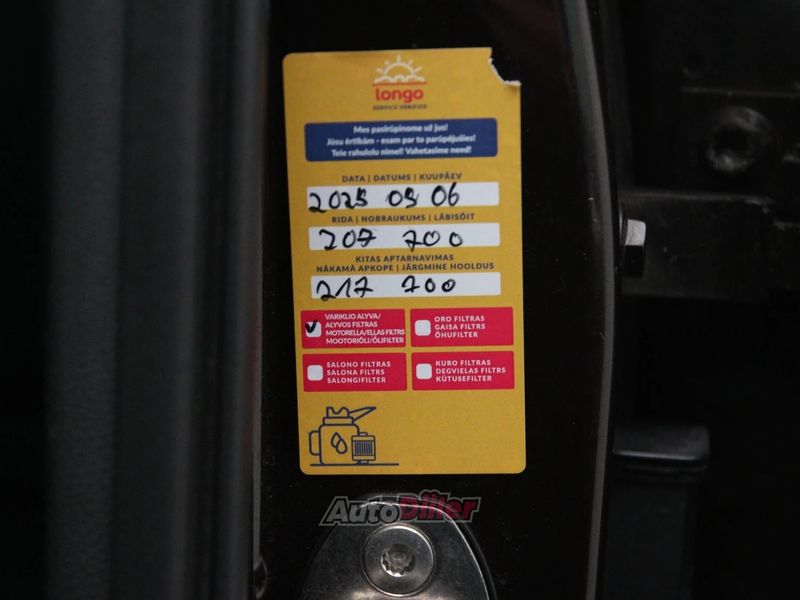 longo
SERVICE VERIFIED
Mes pasirūpinome už jus!
Jūsu ērtībām - esam par to parūpējušies!
Teie rahulolu nimel! Vahetasime need!
DATA | DATUMS | KUUPÄEV
2025 05 06
RIDA | NOBRAUKUMS | LÄBISÕIT
207 700
KITAS APTARNAVIMAS
NĀKAMĀ APKOPE | JÄRGMINE HOOLDUS
217 700
VARIKLIO ALYVA/
ALYVOS FILTRAS
MOTORELLA/EĻĻAS FILTRS
MOOTORIÕLI/ÕLIFILTER
ORO FILTRAS
GAISA FILTRS
ÕHUFILTER
SALONO FILTRAS
SALONA FILTRS
SALONGIFILTER
KURO FILTRAS
DEGVIELAS FILTRS
KÜTUSEFILTER
AutoDiller